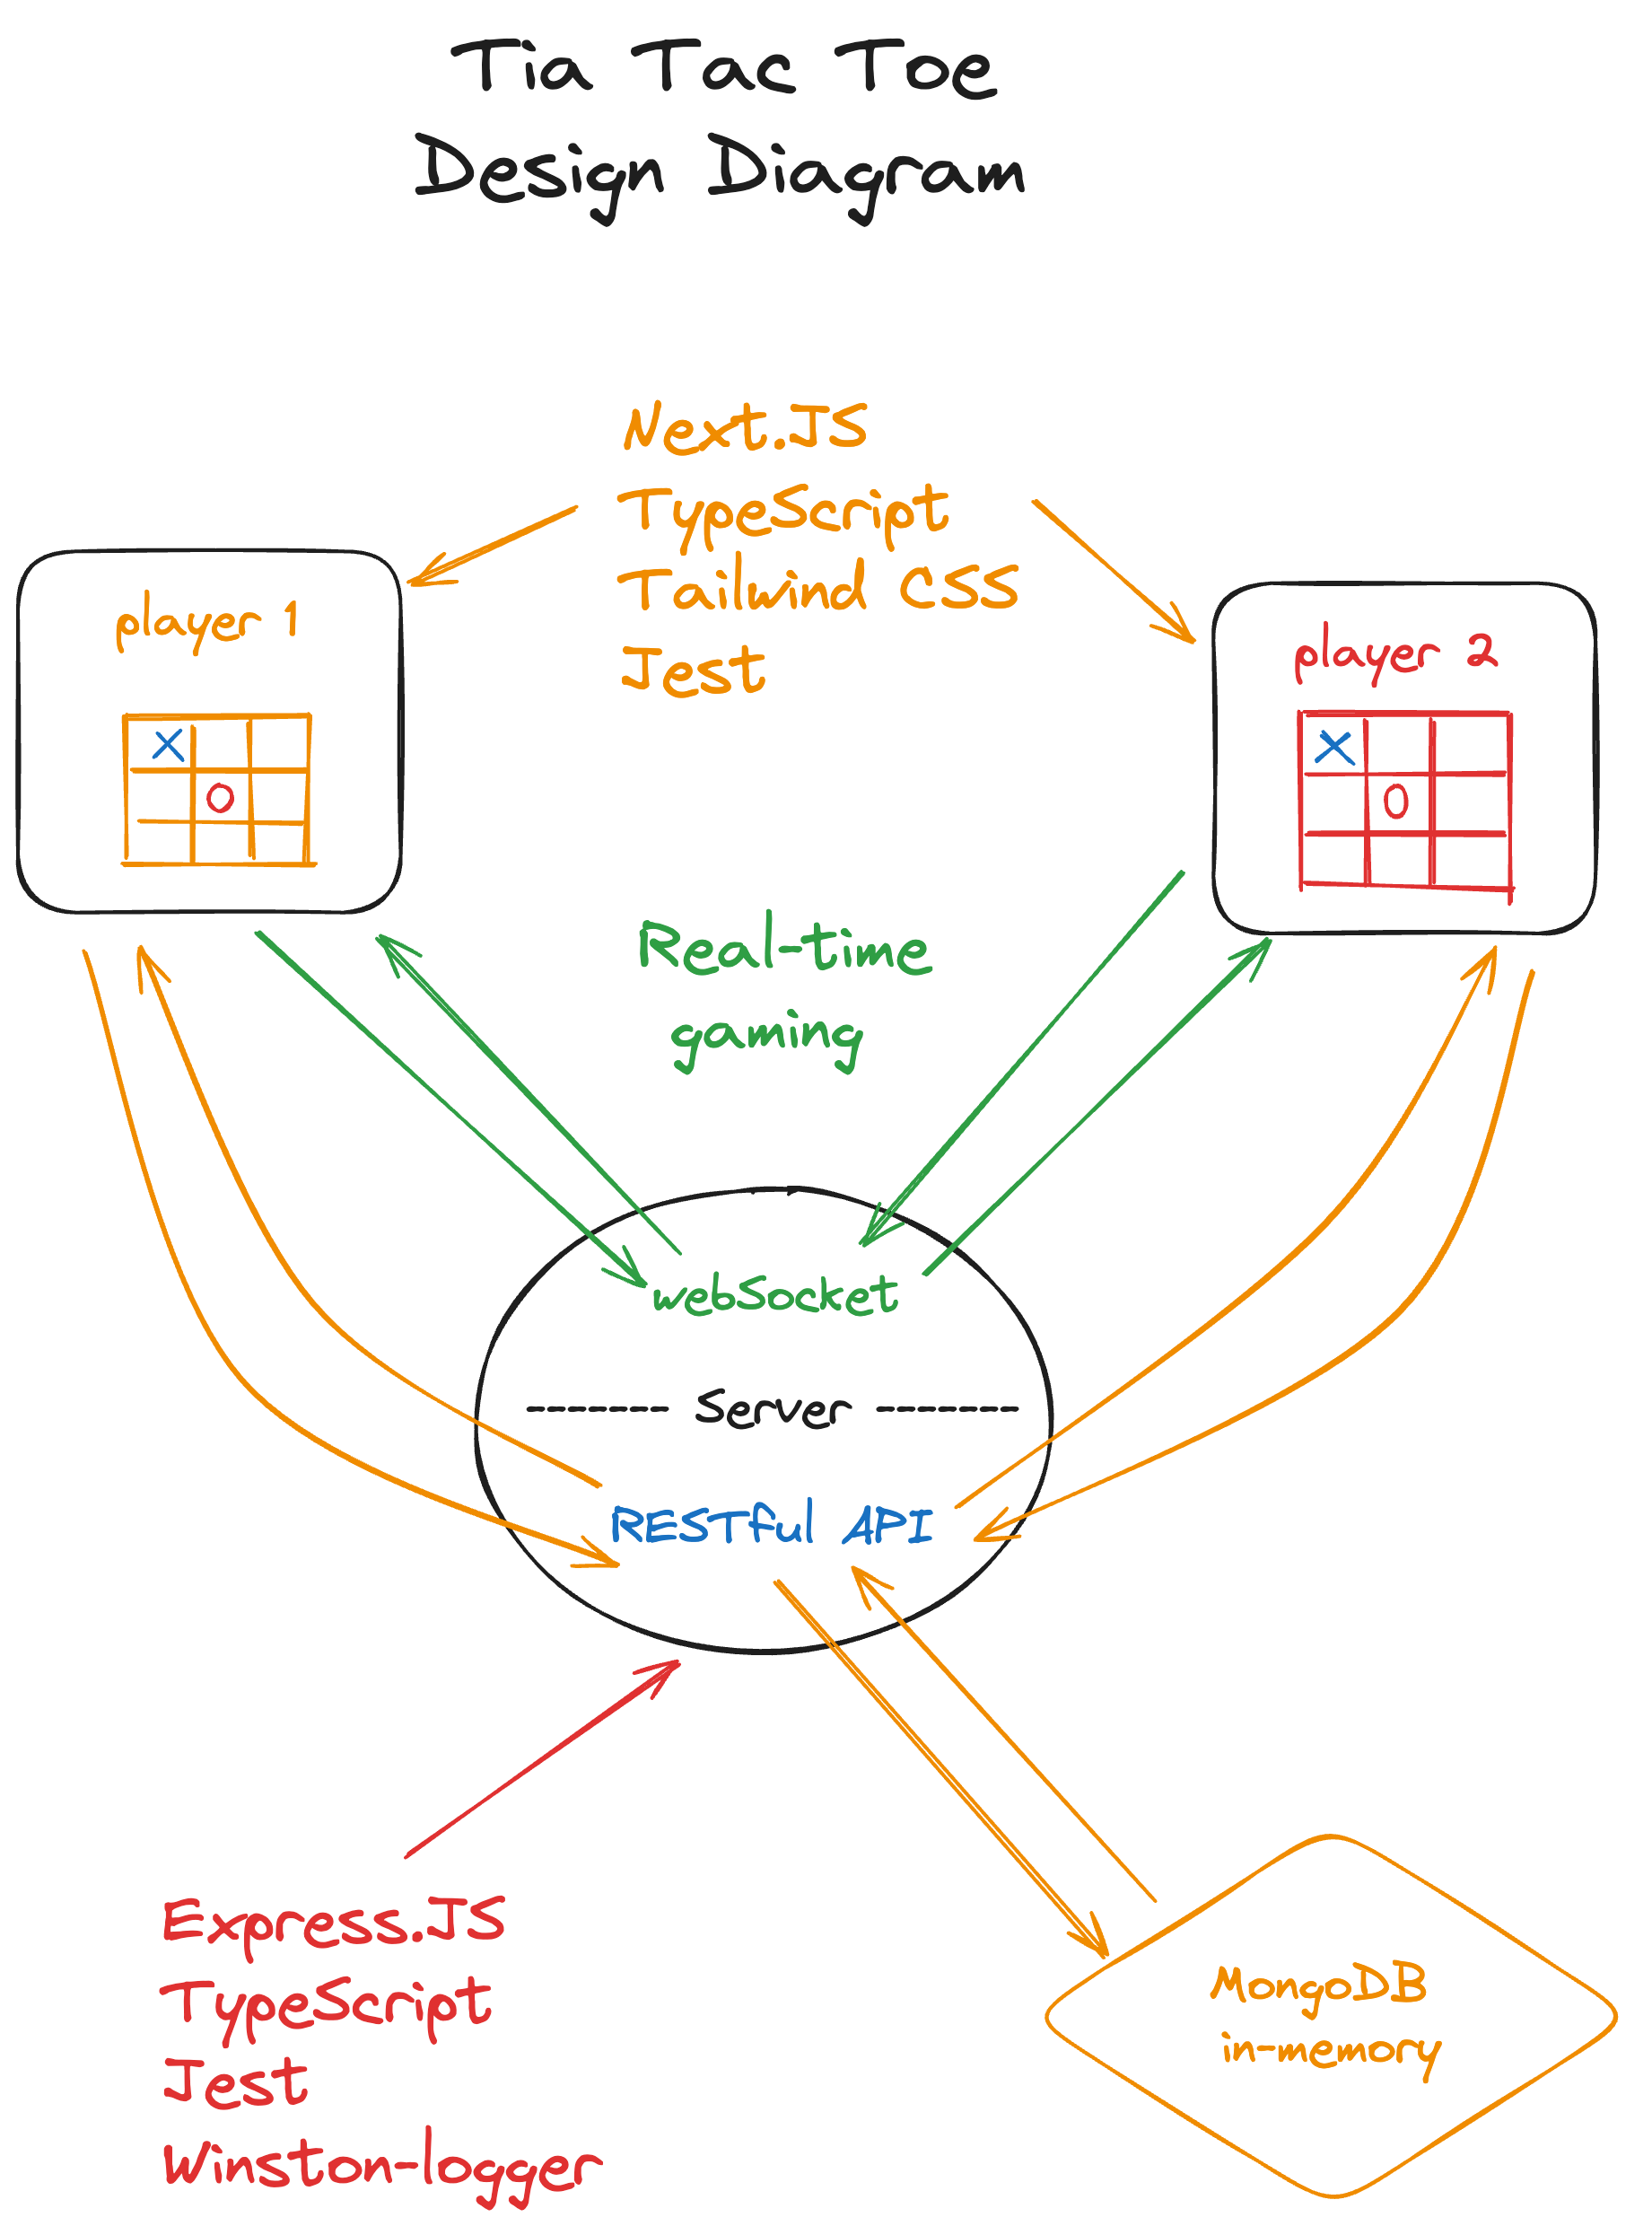 Tia Tac Toe
Design Diagram
Next.JS
TypeScript
Tailwind CSS
Jest
player 1
X
O
player 2
X
O
Real-time
gaming
webSocket
------- Server -------
RESTful API
Express.JS
TypeScript
Jest
Winston-logger
MongoDB
in-memory